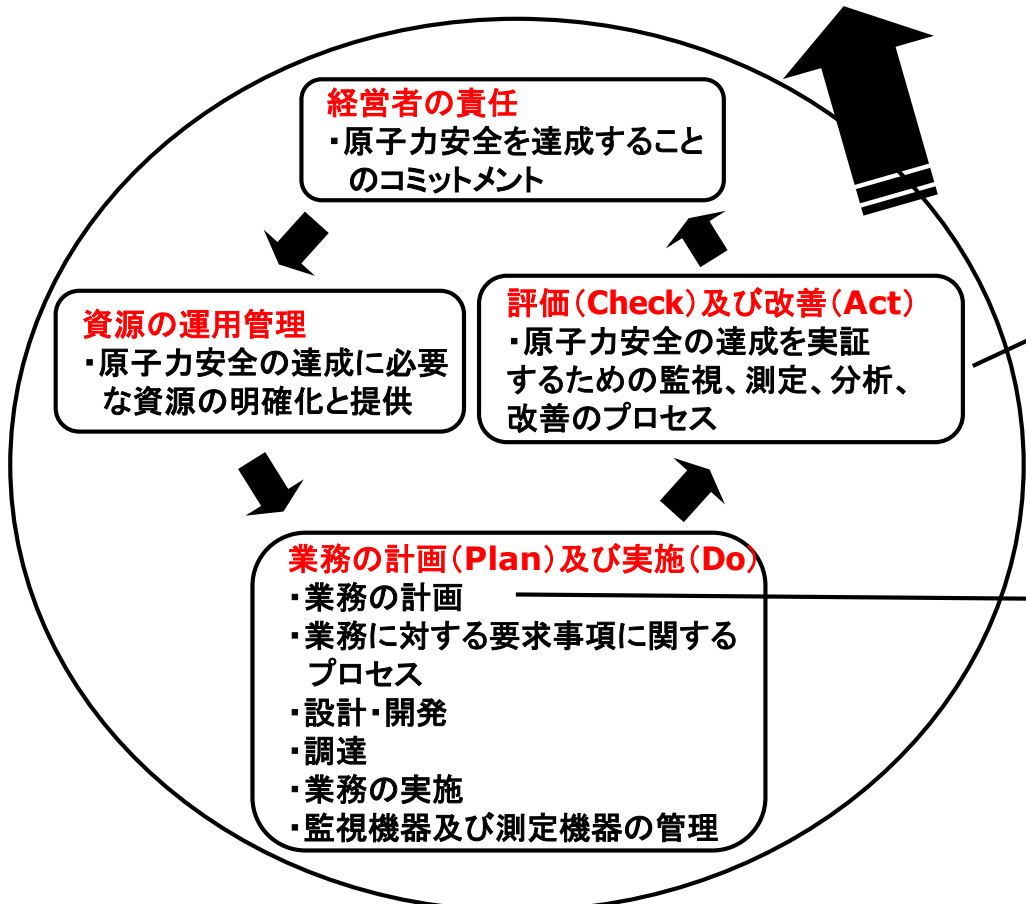 経営者の責任
・原子力安全を達成すること
のコミットメント
資源の運用管理
・原子力安全の達成に必要
な資源の明確化と提供
評価（Check）及び改善（Act）
・原子力安全の達成を実証
するための監視、測定、分析、
改善のプロセス
業務の計画（Plan）及び実施（Do）
・業務の計画
・業務に対する要求事項に関する
プロセス
・設計・開発
・調達
・業務の実施
・監視機器及び測定機器の管理